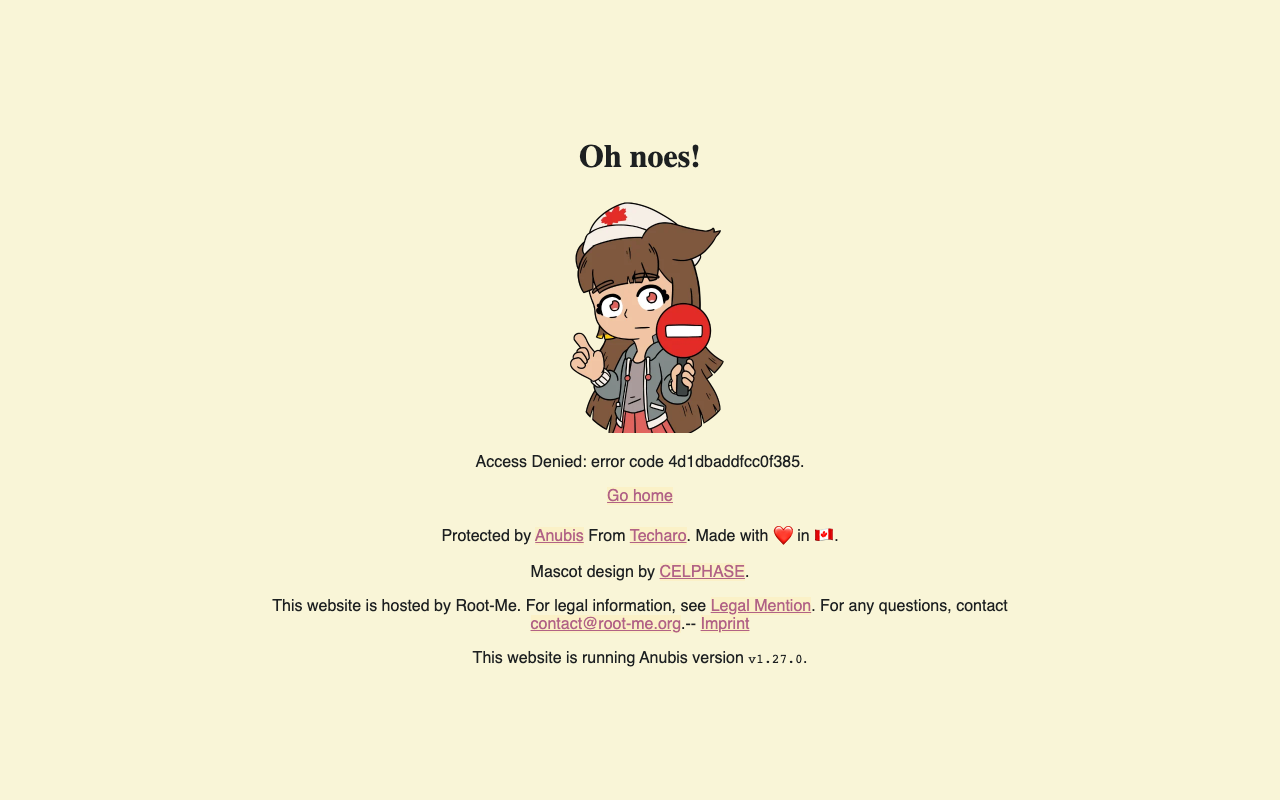 Oh noes!
Access Denied: error code 4d1dbaddfcc0f385.
Go home
Protected by Anubis From Techaro. Made with ❤️ in 🇨🇦.
Mascot design by CELPHASE.
This website is hosted by Root-Me. For legal information, see Legal Mention. For any questions, contact
contact@root-me.org.-- Imprint
This website is running Anubis version v1.27.0.